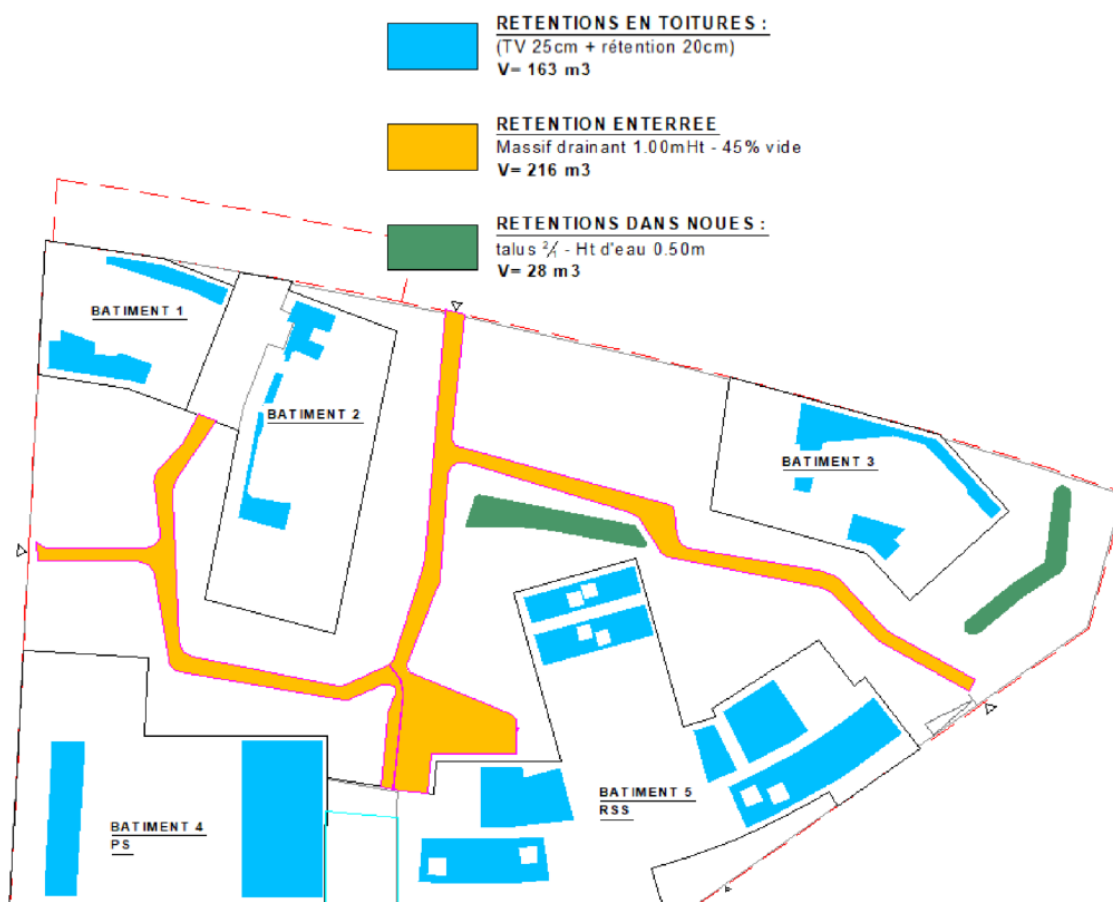 RETENTIONS EN TOITURES :
(TV 25cm + rétention 20cm)
V= 163 m3
RETENTION ENTERREE
Massif drainant 1.00mHt - 45% vide
V= 216 m3
RETENTIONS DANS NOUES :
talus 2/1 - Ht d'eau 0.50m
V= 28 m3
BATIMENT 1
BATIMENT 2
BATIMENT 3
BATIMENT 4
PS
BATIMENT 5
RSS